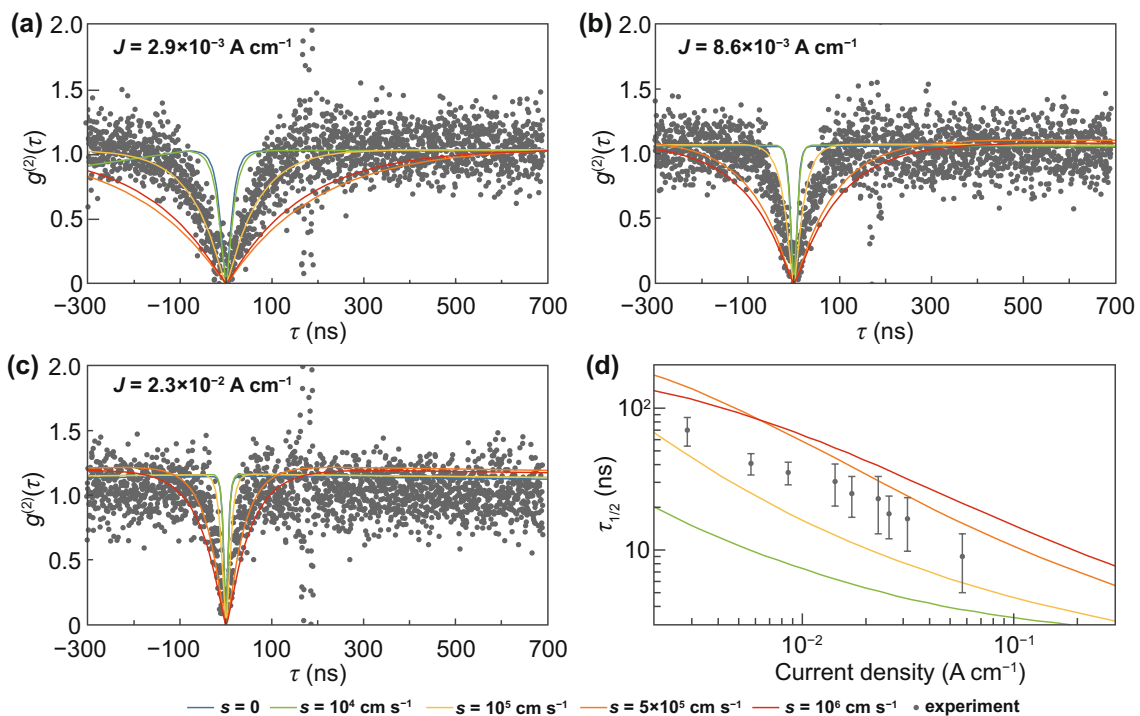 (a)
J = 2.9×10⁻³ A cm⁻¹
2.0
1.5
1.0
0.5
0
g⁽²⁾(τ)
−300 −100 100 300 500 700
τ (ns)
(b)
J = 8.6×10⁻³ A cm⁻¹
2.0
1.5
1.0
0.5
0
g⁽²⁾(τ)
−300 −100 100 300 500 700
τ (ns)
(c)
J = 2.3×10⁻² A cm⁻¹
2.0
1.5
1.0
0.5
0
g⁽²⁾(τ)
−300 −100 100 300 500 700
τ (ns)
(d)
10²
10
τ₁/₂ (ns)
10⁻² 10⁻¹
Current density (A cm⁻¹)
s = 0 s = 10⁴ cm s⁻¹ s = 10⁵ cm s⁻¹ s = 5×10⁵ cm s⁻¹ s = 10⁶ cm s⁻¹ experiment